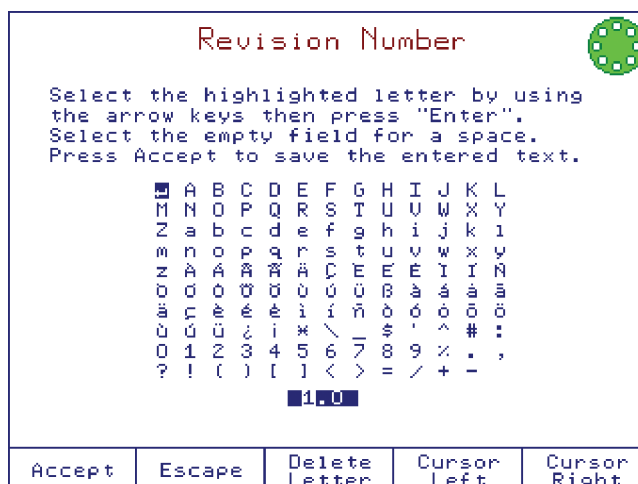 Revision Number
Select the highlighted letter by using
the arrow keys then press "Enter".
Select the empty field for a space.
Press Accept to save the entered text.
↵ A B C D E F G H I J K L
M N O P Q R S T U V W X Y
Z a b c d e f g h i j k l
m n o p q r s t u v w x y
0 1 2 3 4 5 6 7 8 9 % . ,
? ! ( ) [ ] < > = / + -
1.0
Accept
Escape
Delete Letter
Cursor Left
Cursor Right